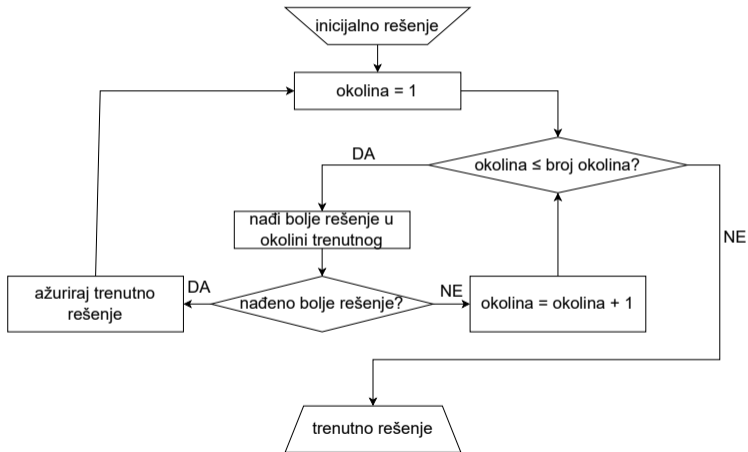 inicijalno rešenje
okolina = 1
okolina ≤ broj okolina?
DA
NE
nađi bolje rešenje u
okolini trenutnog
nađeno bolje rešenje?
DA
NE
ažuriraj trenutno
rešenje
okolina = okolina + 1
trenutno rešenje